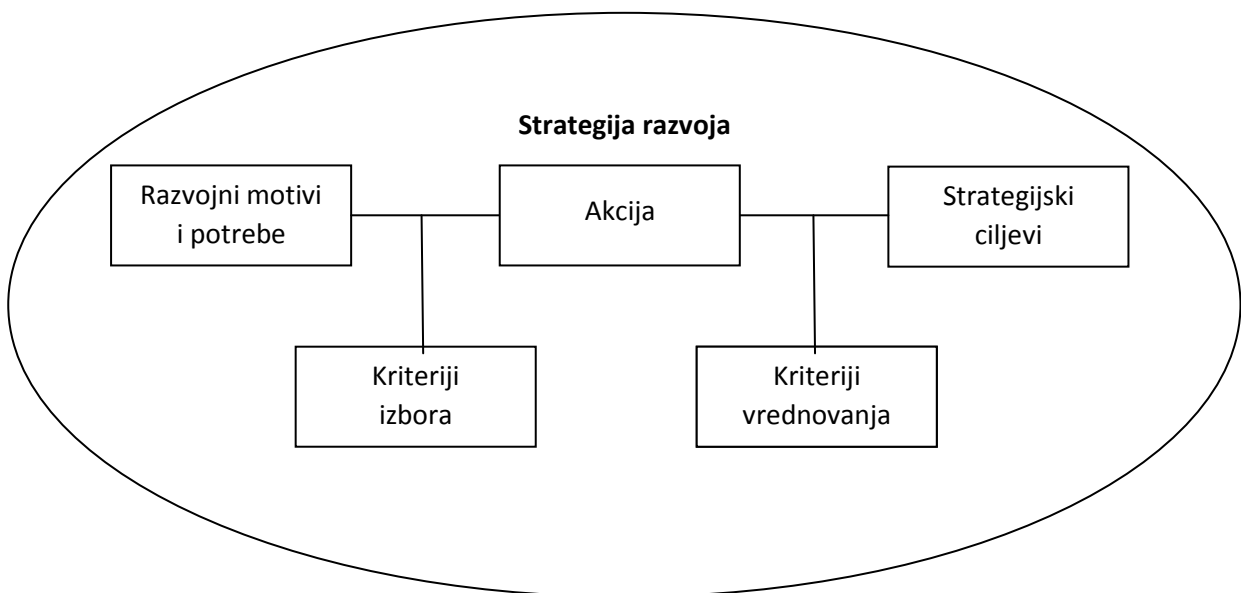 Strategija razvoja
Razvojni motivi
i potrebe
Akcija
Strategijski
ciljevi
Kriteriji
izbora
Kriteriji
vrednovanja